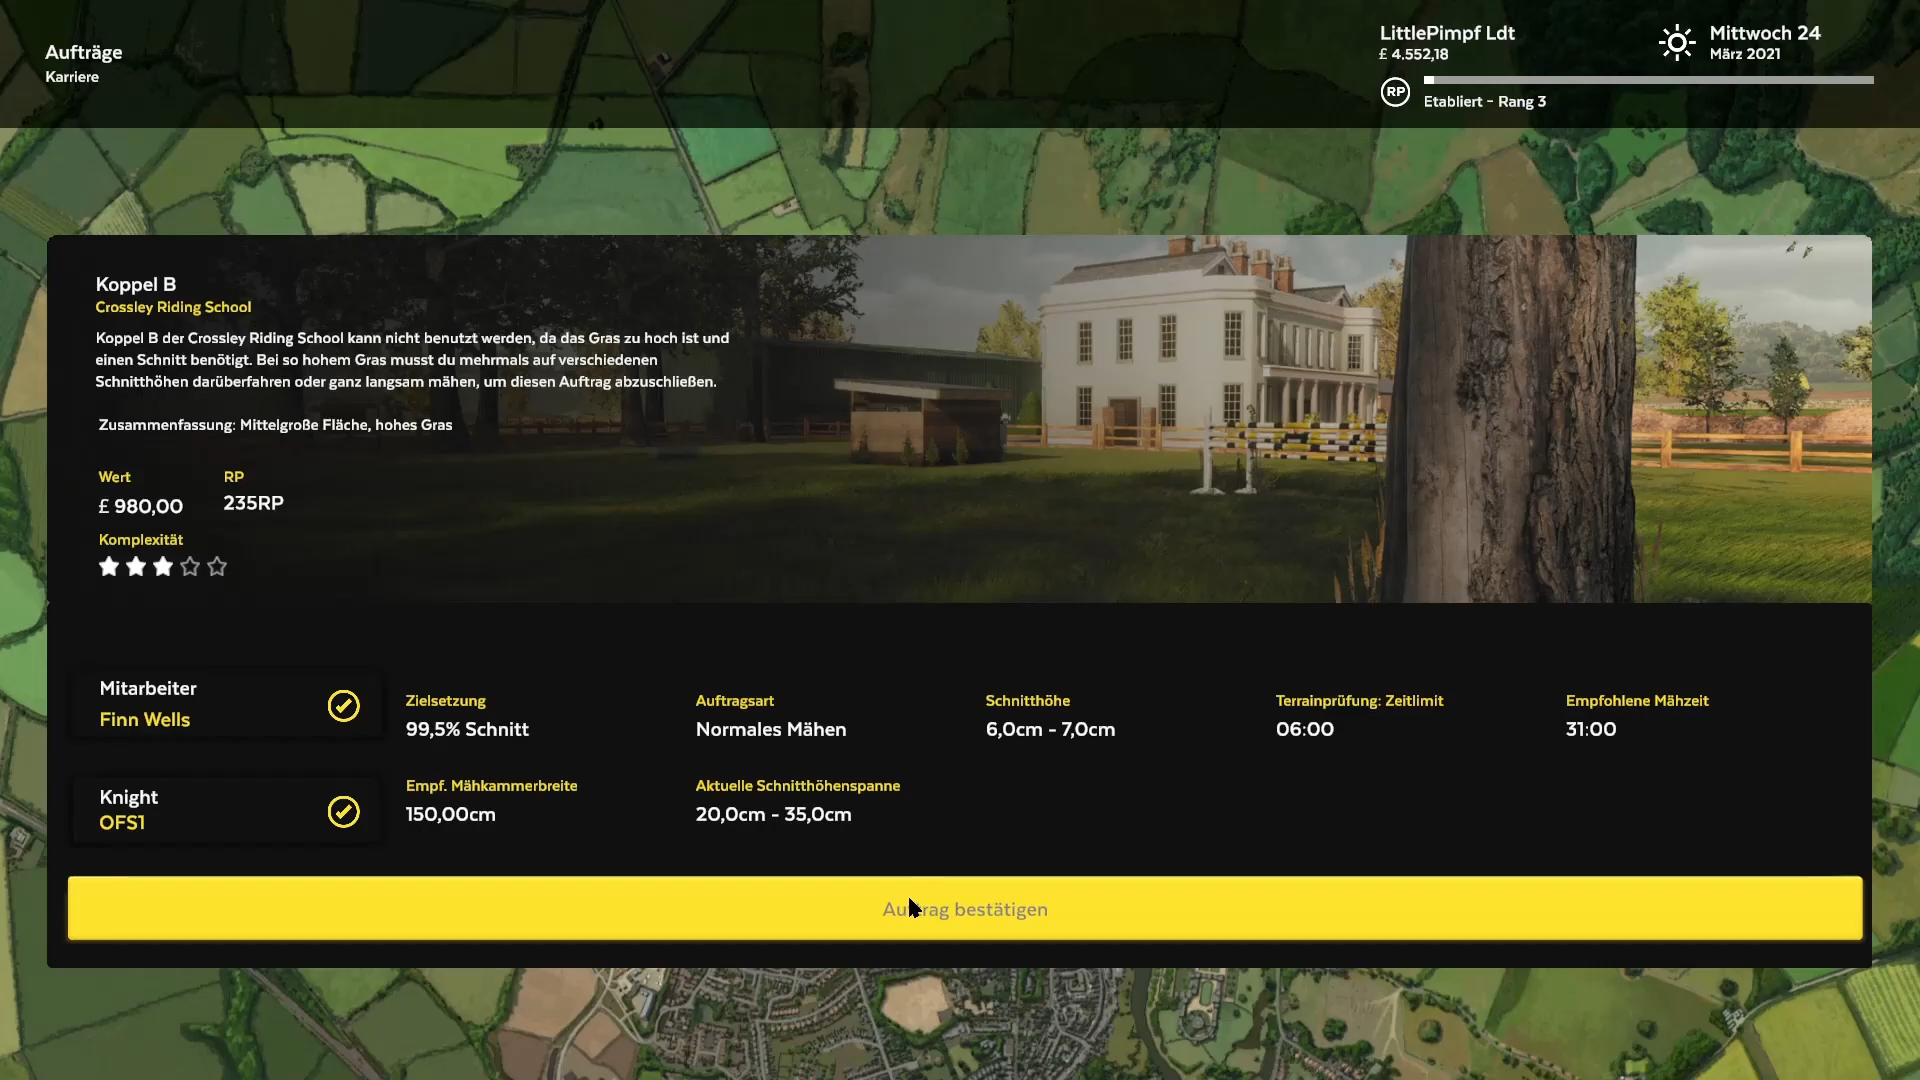 Aufträge
Karriere
LittlePimpf Ldt
£ 4.552,18
RP
Etabliert - Rang 3
Mittwoch 24
März 2021
Koppel B
Crossley Riding School
Koppel B der Crossley Riding School kann nicht benutzt werden, da das Gras zu hoch ist und
einen Schnitt benötigt. Bei so hohem Gras musst du mehrmals auf verschiedenen
Schnitthöhen darüberfahren oder ganz langsam mähen, um diesen Auftrag abzuschließen.
Zusammenfassung: Mittelgroße Fläche, hohes Gras
Wert
£ 980,00
RP
235RP
Komplexität
Mitarbeiter
Finn Wells
Zielsetzung
99,5% Schnitt
Auftragsart
Normales Mähen
Schnitthöhe
6,0cm - 7,0cm
Terrainprüfung: Zeitlimit
06:00
Empfohlene Mähzeit
31:00
Knight
OFS1
Empf. Mähkammerbreite
150,00cm
Aktuelle Schnitthöhenspanne
20,0cm - 35,0cm
Auftrag bestätigen